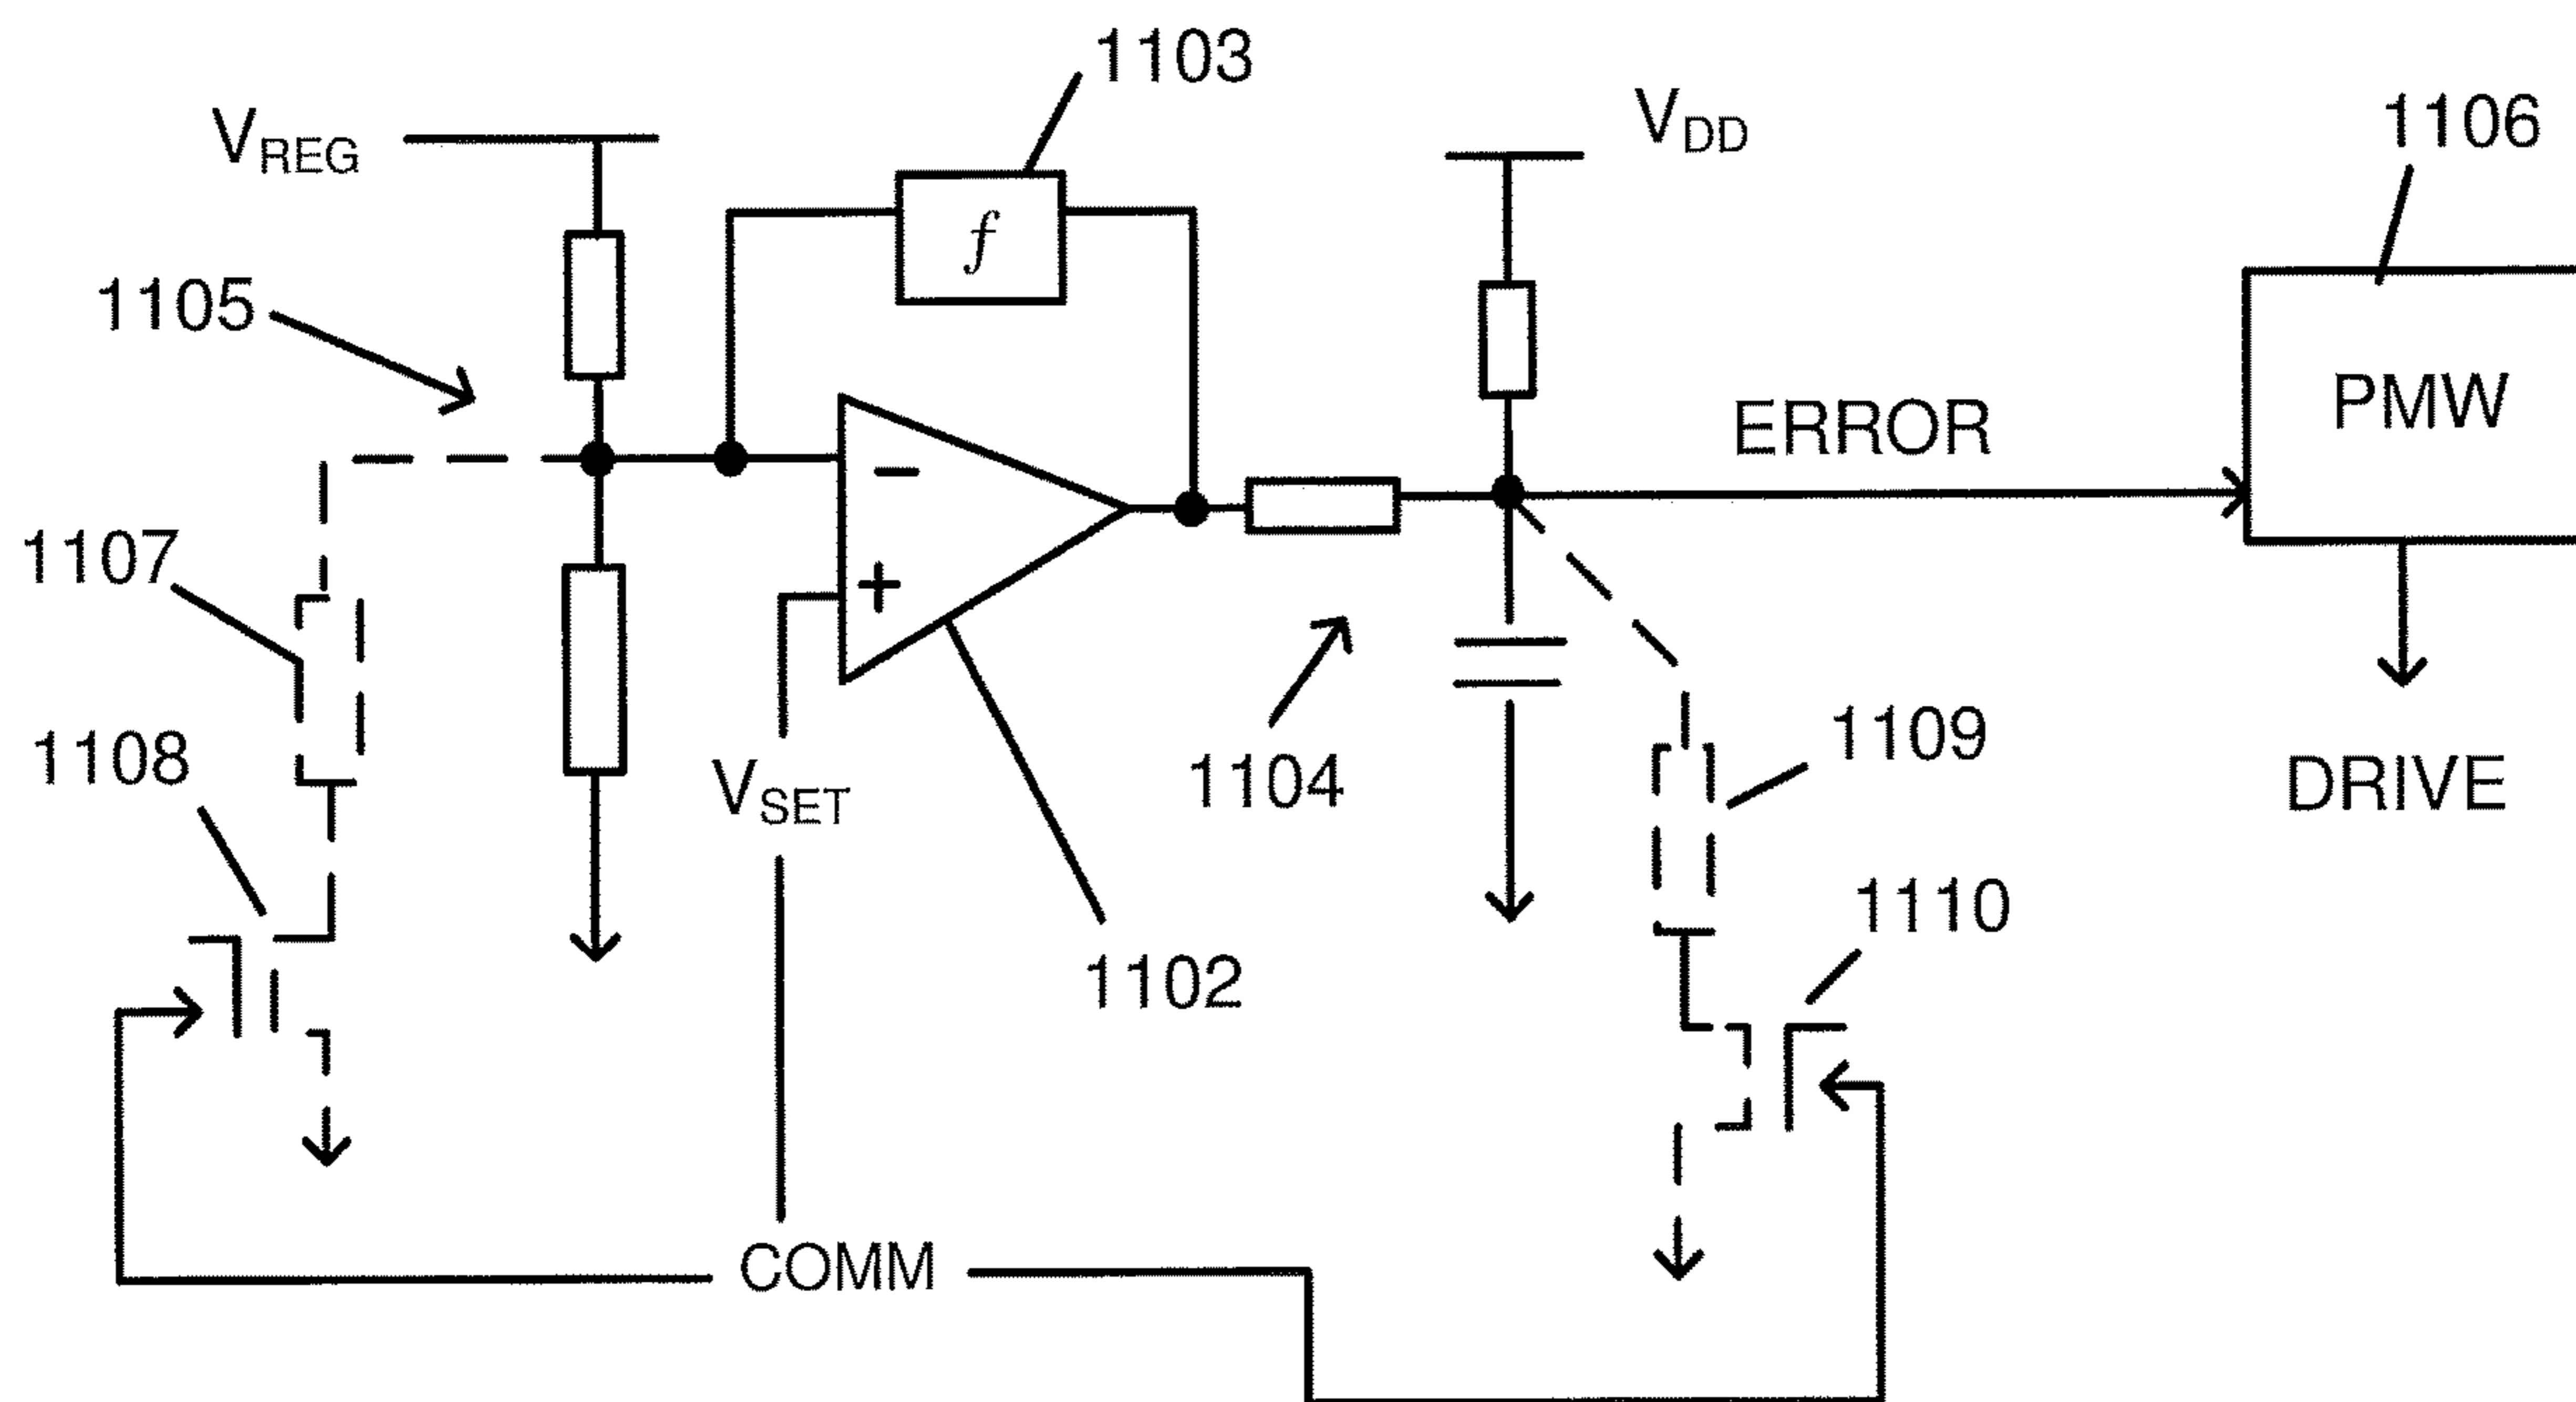 1103
VREG
VDD
1106
f
1105
PMW
ERROR
−
1107
+
1108
VSET
1104
1109
DRIVE
1110
1102
COMM